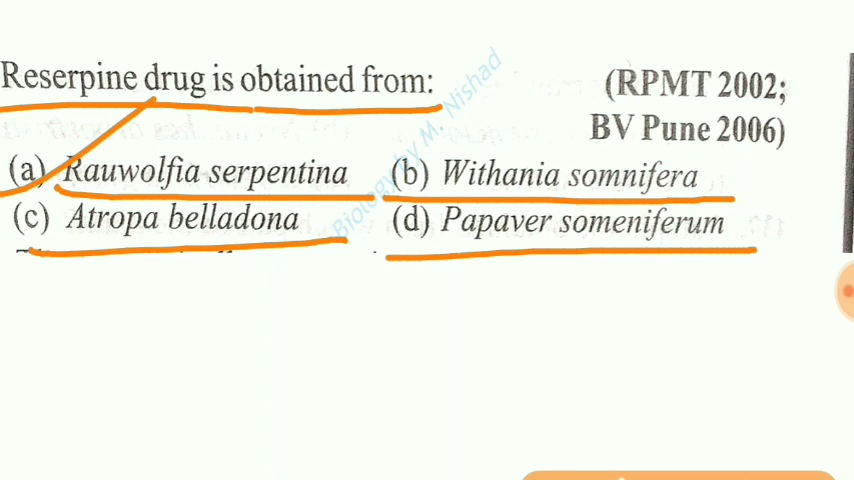 Reserpine drug is obtained from: (RPMT 2002;
BV Pune 2006)
(a) Rauwolfia serpentina (b) Withania somnifera
(c) Atropa belladona (d) Papaver someniferum
Biology by M. Nishad